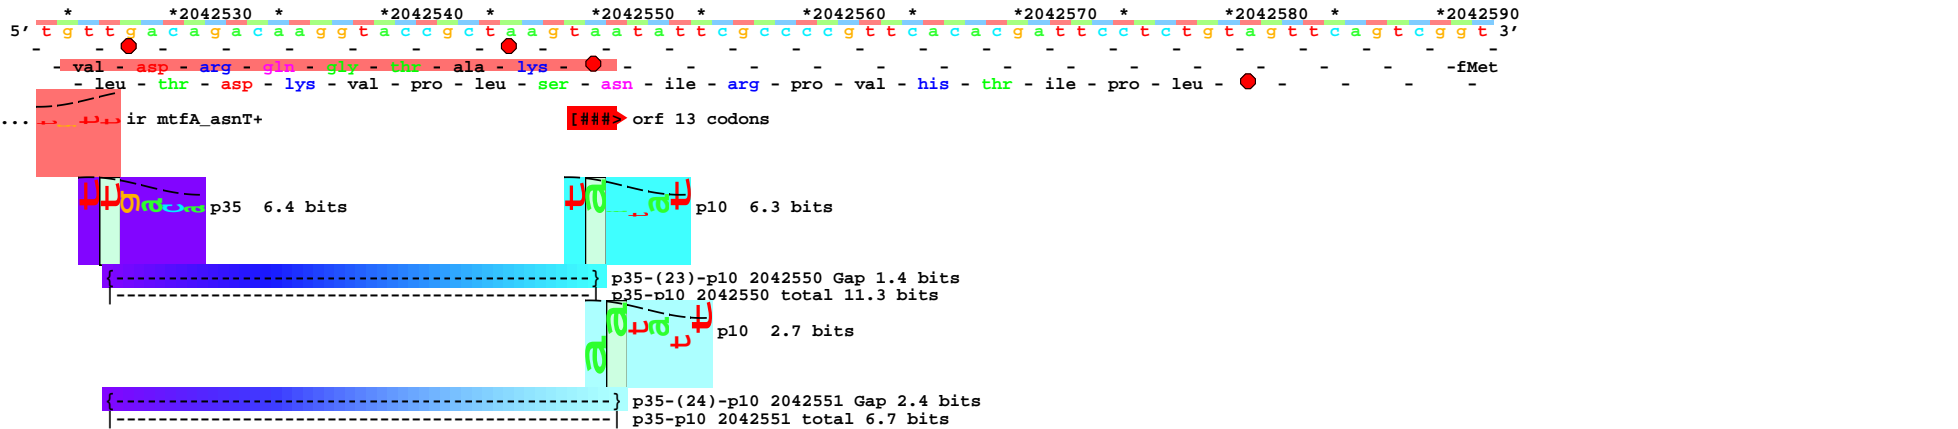 * *2042530 * *2042540 * *2042550 * *2042560 * *2042570 * *2042580 * *2042590
5' t g t t g a c a g a c a a g g t a c c g c t a a g t a a t a t t c g c c c c g t t c a c a c g a t t c c t c t g t a g t t c a g t c g g t 3'
- val - asp - arg - gln - gly - thr - ala - lys - - - - - - - - - - - - - - -fMet
- leu - thr - asp - lys - val - pro - leu - ser - asn - ile - arg - pro - val - his - thr - ile - pro - leu - - - - -
... ir mtfA_asnT+ [###> orf 13 codons
t t g a c a p35 6.4 bits t a a t a t p10 6.3 bits
{---------------------------------------------} p35-(23)-p10 2042550 Gap 1.4 bits
|---------------------------------------------| p35-p10 2042550 total 11.3 bits
a a t a t t p10 2.7 bits
{-----------------------------------------------} p35-(24)-p10 2042551 Gap 2.4 bits
|-----------------------------------------------| p35-p10 2042551 total 6.7 bits